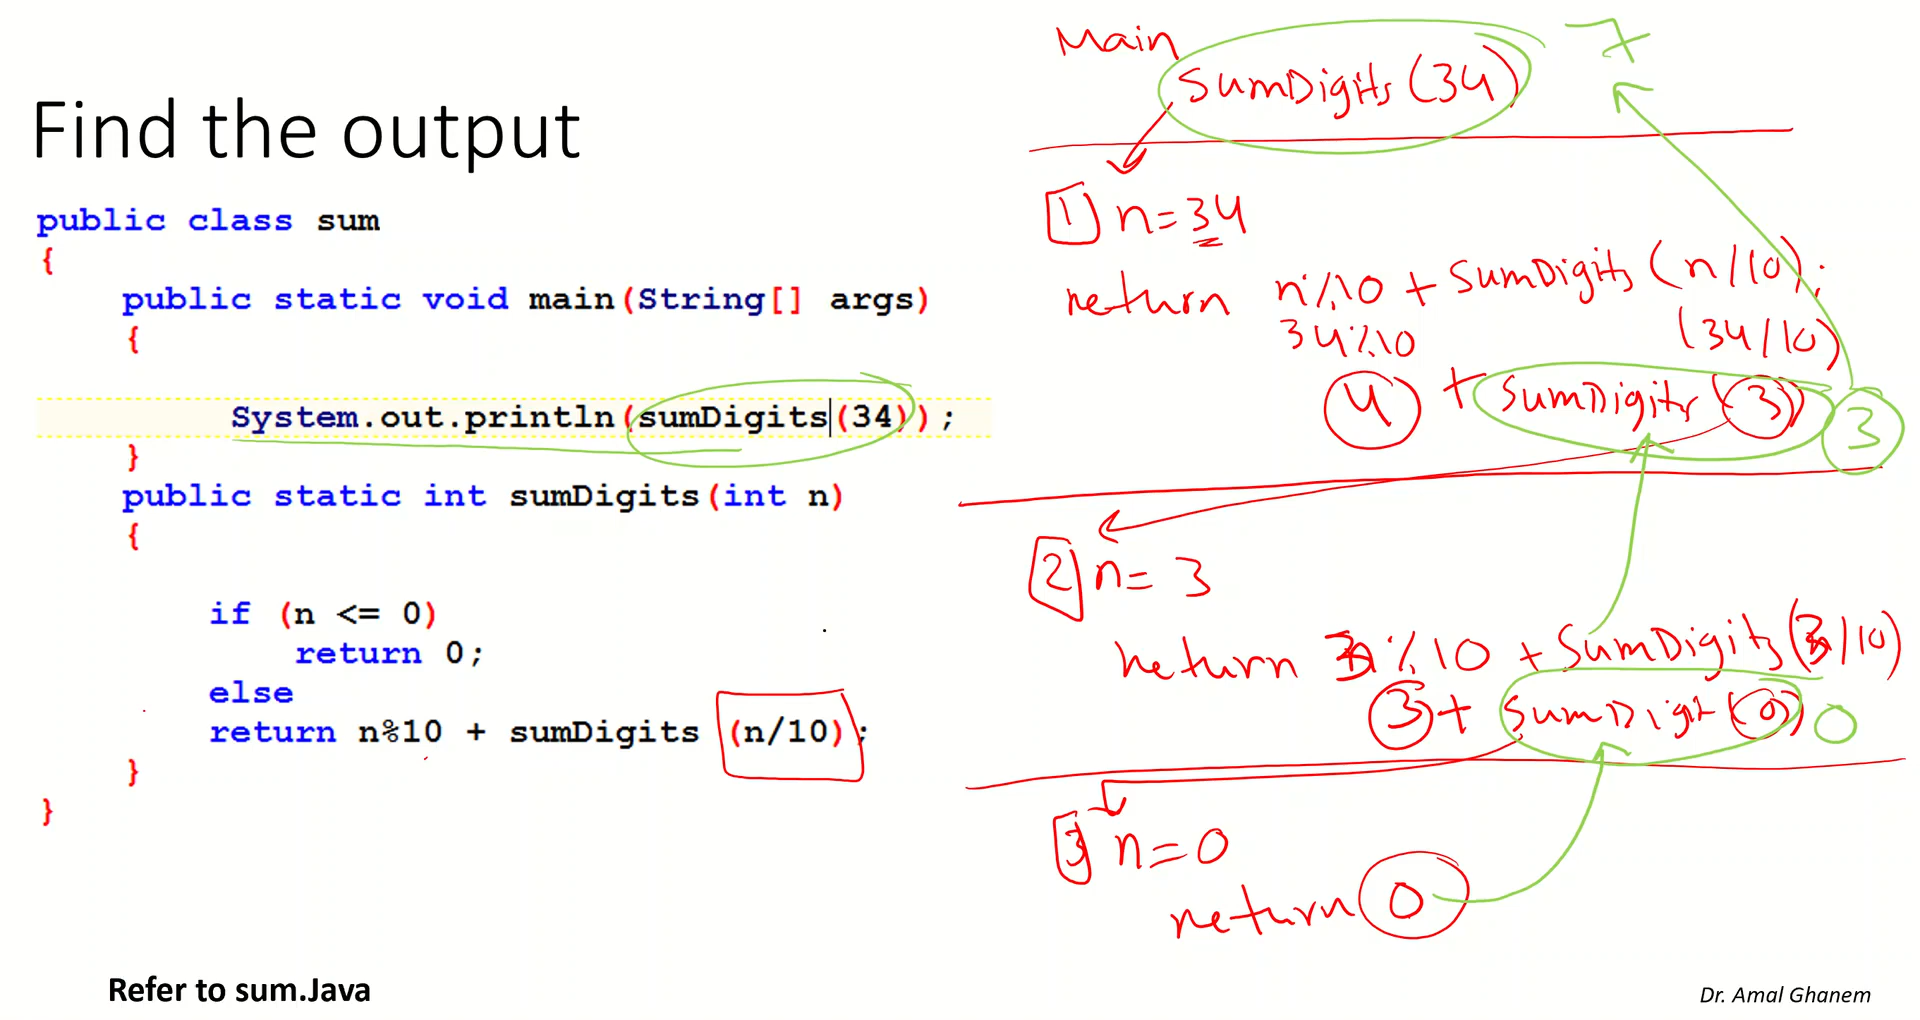 Find the output
public class sum
{
public static void main(String[] args)
{
System.out.println(sumDigits(34));
}
public static int sumDigits(int n)
{
if (n <= 0)
return 0;
else
return n%10 + sumDigits (n/10);
}
}
Refer to sum.Java
Main
SumDigits (34) 7
1 n=34
return n%10 + SumDigits (n/10);
34%10 (34/10)
4 + SumDigits (3) 3
2 n= 3
return 3%10 + SumDigits(3/10)
3 + SumDigit(0) 0
3 n=0
return 0
Dr. Amal Ghanem